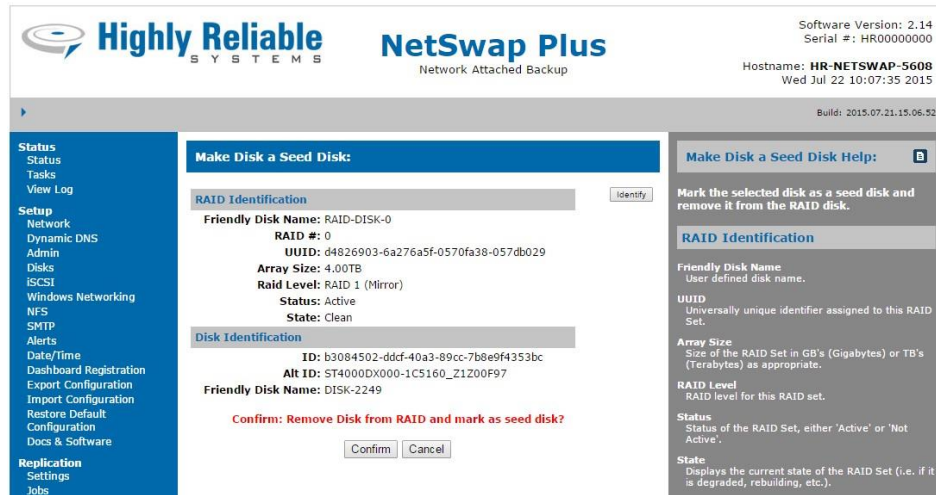 Highly Reliable
SYSTEMS
NetSwap Plus
Network Attached Backup
Software Version: 2.14
Serial #: HR00000000
Hostname: HR-NETSWAP-5608
Wed Jul 22 10:07:35 2015
Build: 2015.07.21.15.06.52
Status
Status
Tasks
View Log
Setup
Network
Dynamic DNS
Admin
Disks
iSCSI
Windows Networking
NFS
SMTP
Alerts
Date/Time
Dashboard Registration
Export Configuration
Import Configuration
Restore Default
Configuration
Docs & Software
Replication
Settings
Jobs
Make Disk a Seed Disk:
Identify
RAID Identification
Friendly Disk Name: RAID-DISK-0
RAID #: 0
UUID: d4826903-6a276a5f-0570fa38-057db029
Array Size: 4.00TB
Raid Level: RAID 1 (Mirror)
Status: Active
State: Clean
Disk Identification
ID: b3084502-ddcf-40a3-89cc-7b8e9f4353bc
Alt ID: ST4000DX000-1C5160_Z1Z00F97
Friendly Disk Name: DISK-2249
Confirm: Remove Disk from RAID and mark as seed disk?
Confirm Cancel
Make Disk a Seed Disk Help:
Mark the selected disk as a seed disk and
remove it from the RAID disk.
RAID Identification
Friendly Disk Name
User defined disk name.
UUID
Universally unique identifier assigned to this RAID
Set.
Array Size
Size of the RAID Set in GB's (Gigabytes) or TB's
(Terabytes) as appropriate.
RAID Level
RAID level for this RAID set.
Status
Status of the RAID Set, either 'Active' or 'Not
Active'.
State
Displays the current state of the RAID Set (i.e. if it
is degraded, rebuilding, etc.).